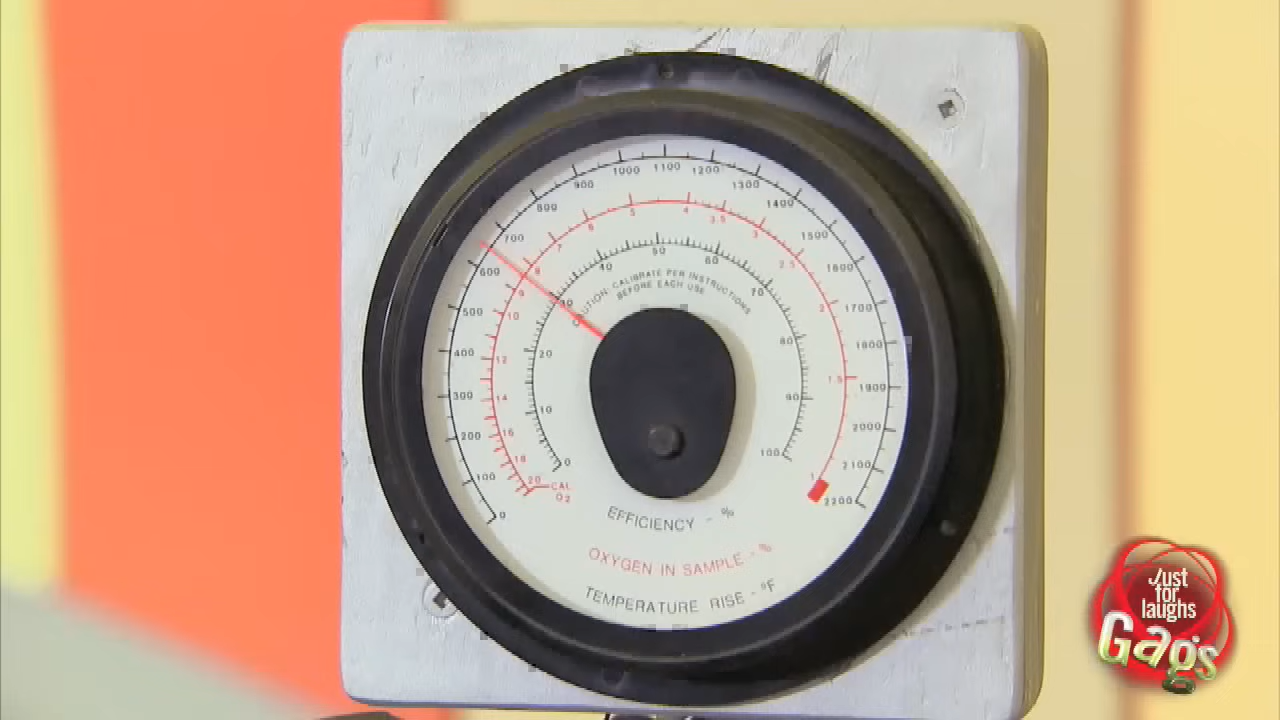 0 100 200 300 400 500 600 700 800 900 1000 1100 1200 1300 1400 1500 1600 1700 1800 1900 2000 2100 2200
20 18 16 14 12 10 9 8 7 6 5 4 3.5 3 2.5 2 1.5 1
CAL
O2
0 10 20 30 40 50 60 70 80 90 100
CAUTION: CALIBRATE PER INSTRUCTIONS
BEFORE EACH USE
EFFICIENCY - %
OXYGEN IN SAMPLE - %
TEMPERATURE RISE - °F
Just
for
laughs
Gags